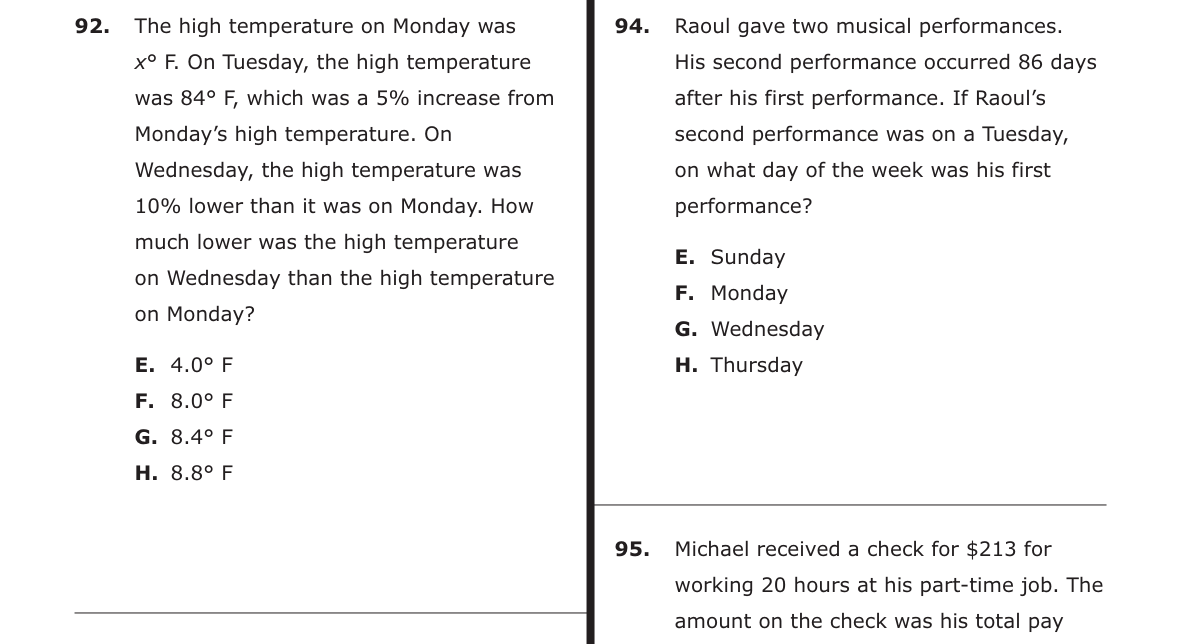 92. The high temperature on Monday was
x° F. On Tuesday, the high temperature
was 84° F, which was a 5% increase from
Monday’s high temperature. On
Wednesday, the high temperature was
10% lower than it was on Monday. How
much lower was the high temperature
on Wednesday than the high temperature
on Monday?
E. 4.0° F
F. 8.0° F
G. 8.4° F
H. 8.8° F
94. Raoul gave two musical performances.
His second performance occurred 86 days
after his first performance. If Raoul’s
second performance was on a Tuesday,
on what day of the week was his first
performance?
E. Sunday
F. Monday
G. Wednesday
H. Thursday
95. Michael received a check for $213 for
working 20 hours at his part-time job. The
amount on the check was his total pay